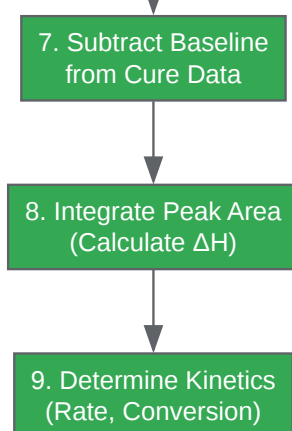 7. Subtract Baseline
from Cure Data
8. Integrate Peak Area
(Calculate ΔH)
9. Determine Kinetics
(Rate, Conversion)